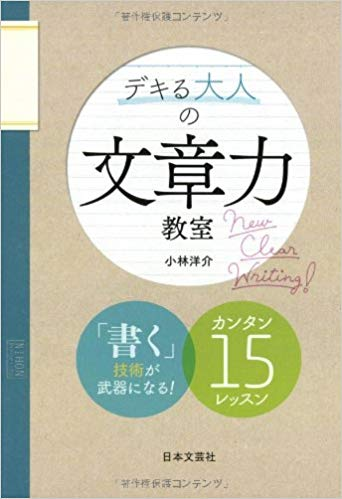 「著作権保護コンテンツ」
デキる大人
の
文章力
教室
小林洋介
New
Clear
Writing!
「書く」
技術が
武器になる!
カンタン
15
レッスン
NIHON
日本文芸社
「著作権保護コンテンツ」